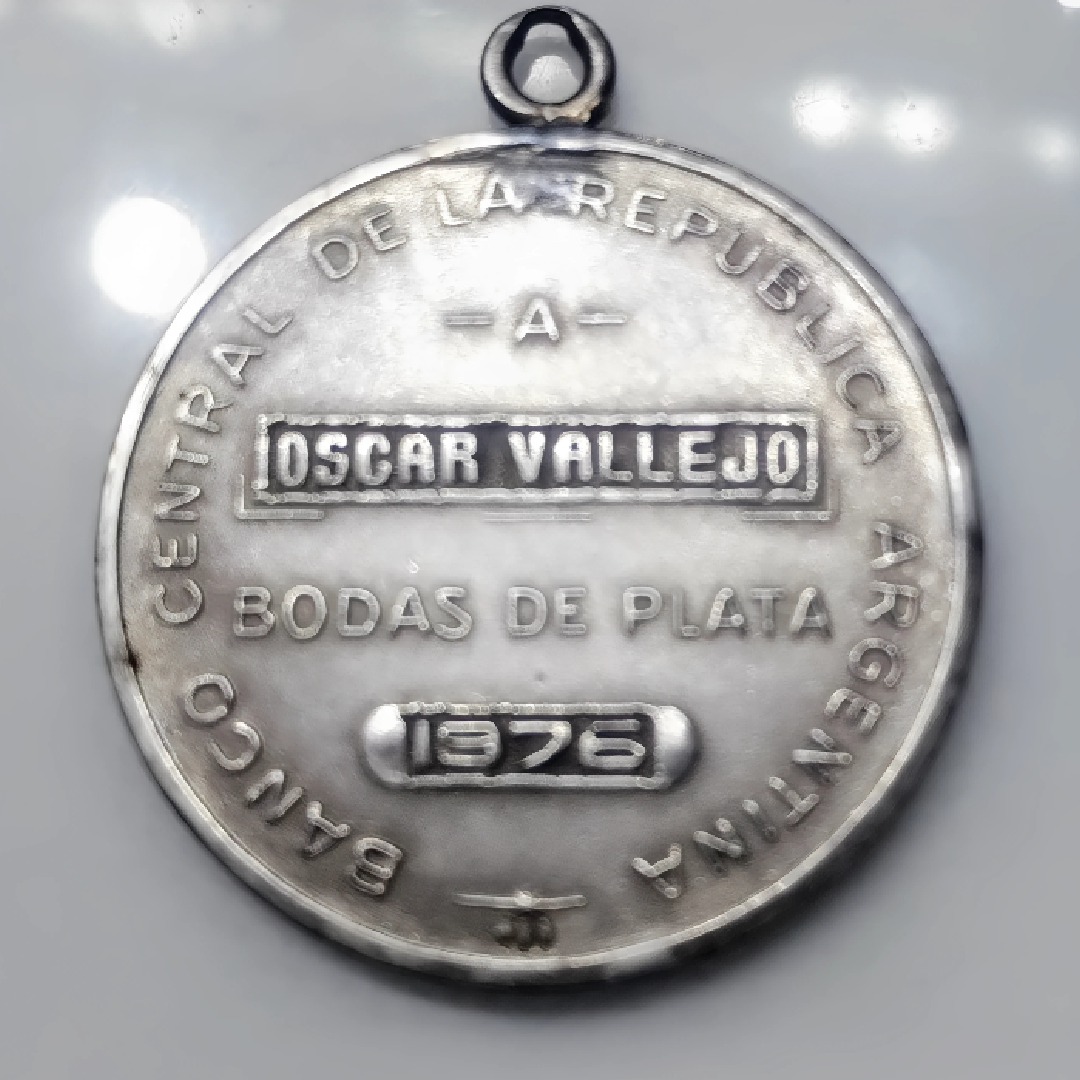 BANCO CENTRAL DE LA REPUBLICA ARGENTINA
- A -
OSCAR VALLEJO
BODAS DE PLATA
1976